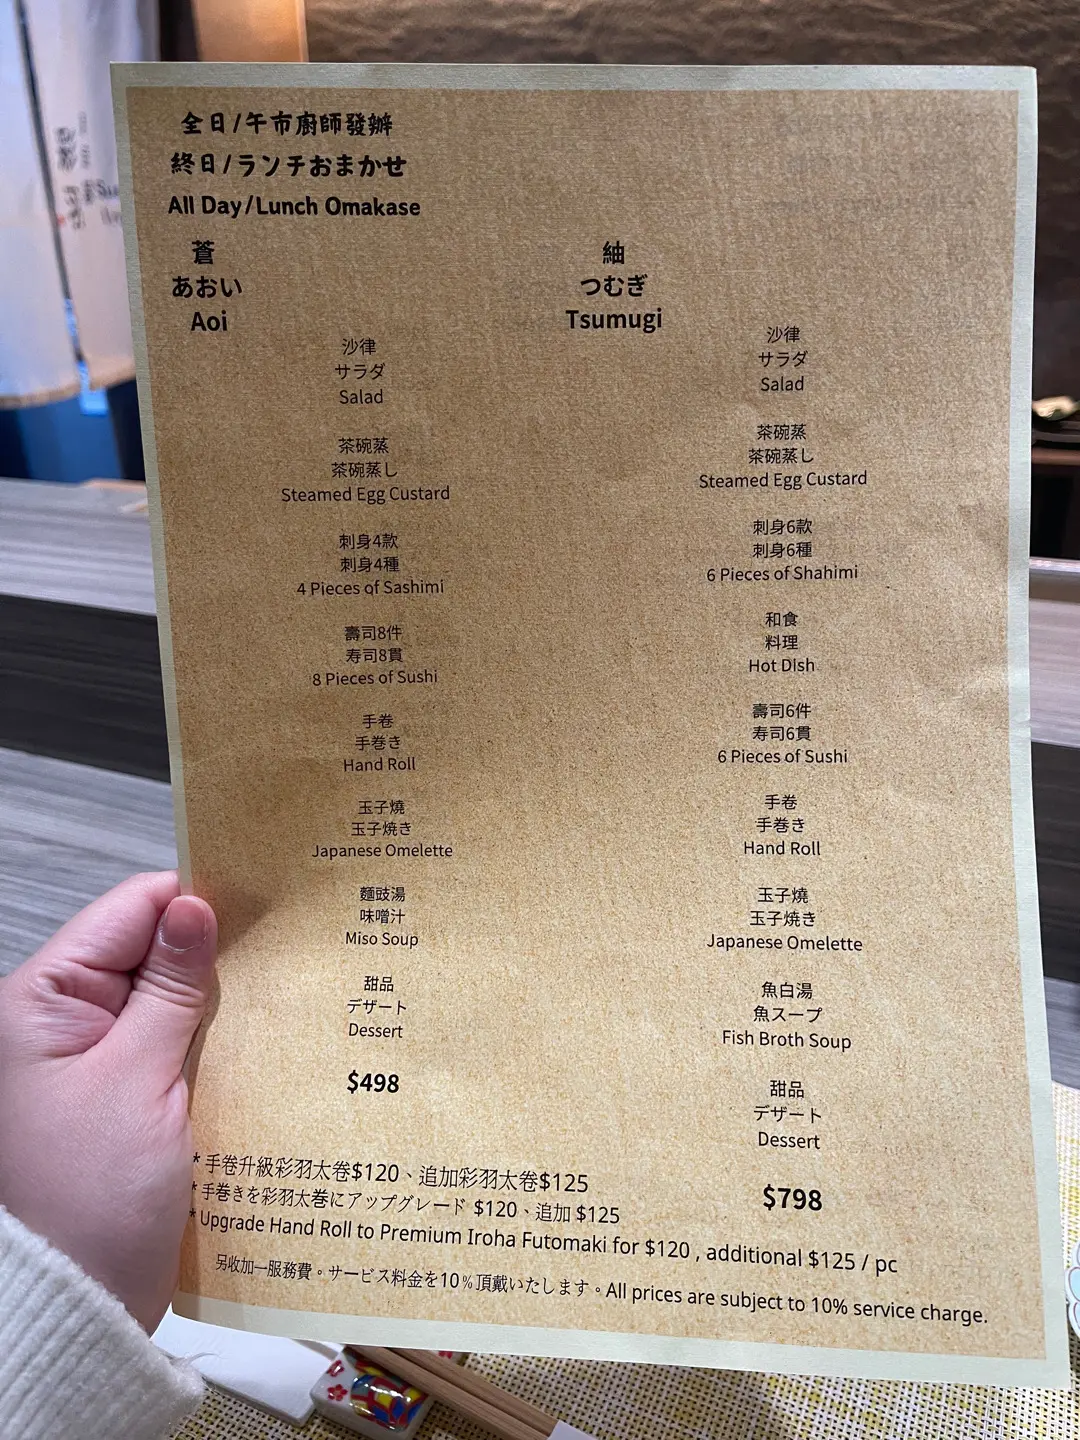 全日/午市廚師發辦
終日/ランチおまかせ
All Day/Lunch Omakase
蒼
あおい
Aoi
沙律
サラダ
Salad
茶碗蒸
茶碗蒸し
Steamed Egg Custard
刺身4款
刺身4種
4 Pieces of Sashimi
壽司8件
寿司8貫
8 Pieces of Sushi
手卷
手巻き
Hand Roll
玉子燒
玉子焼き
Japanese Omelette
麵豉湯
味噌汁
Miso Soup
甜品
デザート
Dessert
$498
紬
つむぎ
Tsumugi
沙律
サラダ
Salad
茶碗蒸
茶碗蒸し
Steamed Egg Custard
刺身6款
刺身6種
6 Pieces of Shahimi
和食
料理
Hot DIsh
壽司6件
寿司6貫
6 Pieces of Sushi
手卷
手巻き
Hand Roll
玉子燒
玉子焼き
Japanese Omelette
魚白湯
魚スープ
Fish Broth Soup
甜品
デザート
Dessert
$798
* 手卷升級彩羽太卷$120、追加彩羽太卷$125
* 手巻きを彩羽太巻にアップグレード $120、追加 $125
* Upgrade Hand Roll to Premium Iroha Futomaki for $120 , additional $125 / pc
另收加一服務費。サービス料金を10%頂戴いたします。All prices are subject to 10% service charge.